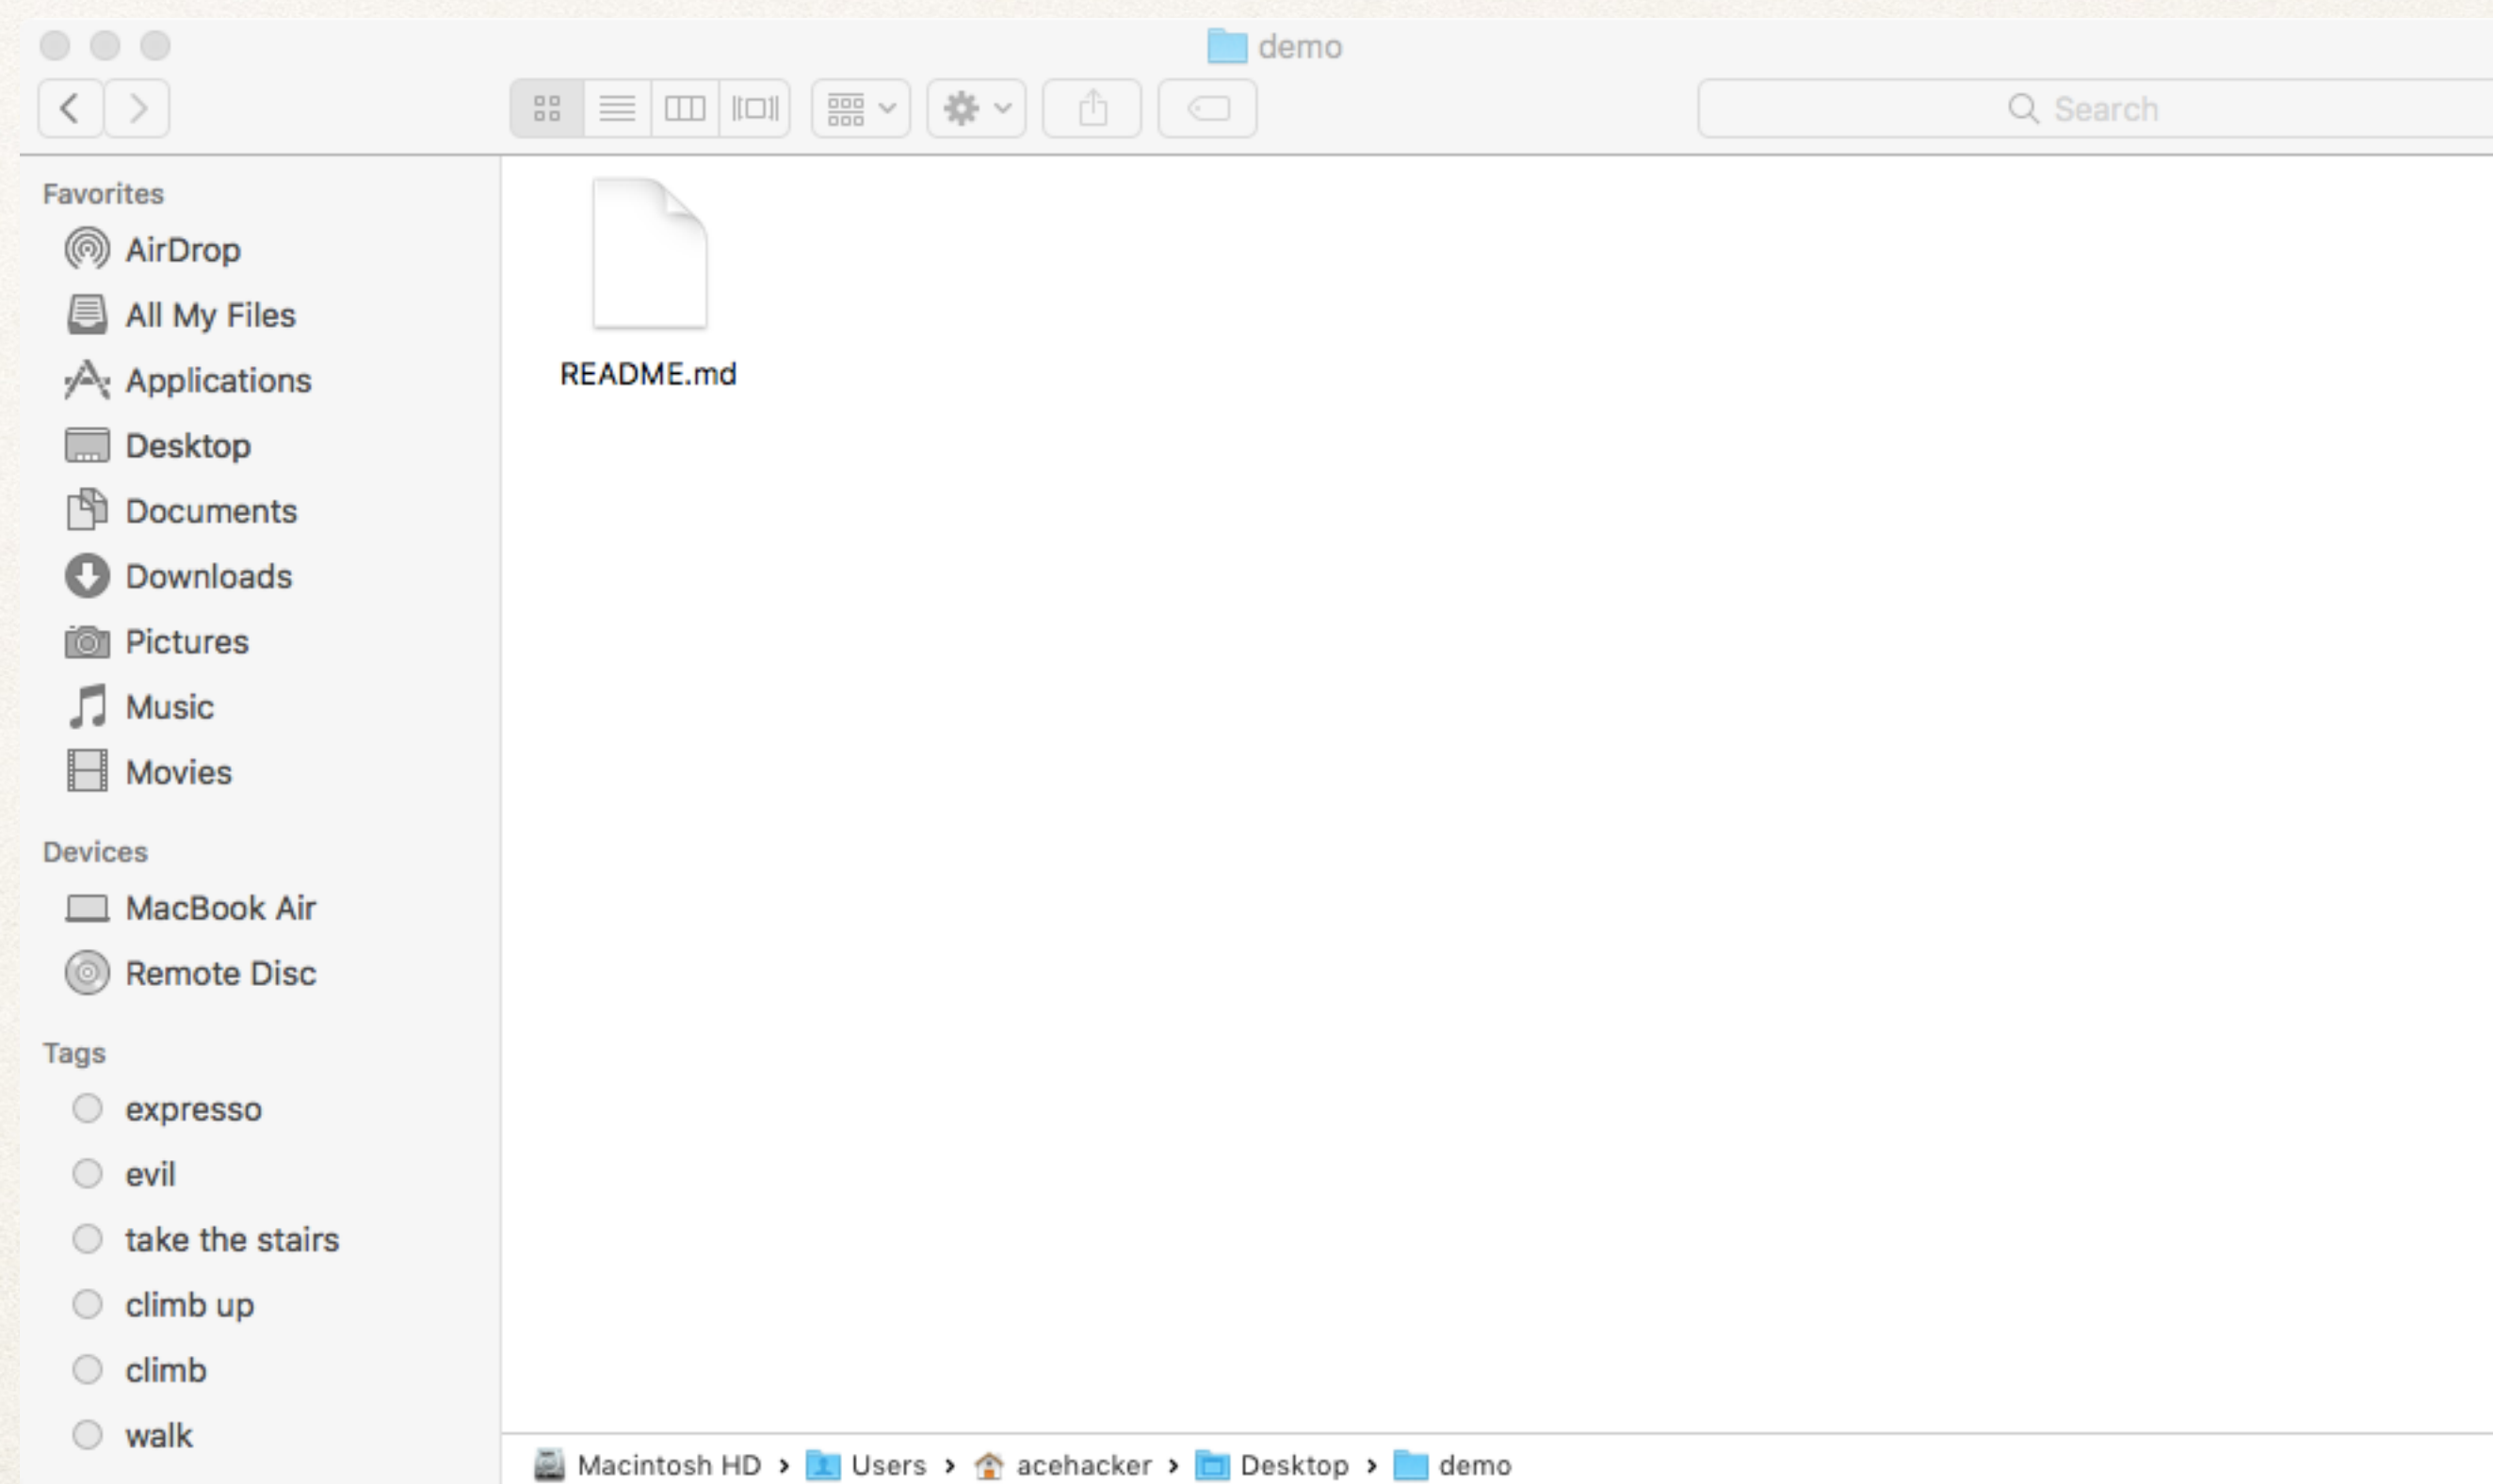 demo
Search
Favorites
AirDrop
All My Files
Applications
Desktop
Documents
Downloads
Pictures
Music
Movies
Devices
MacBook Air
Remote Disc
Tags
expresso
evil
take the stairs
climb up
climb
walk
README.md
Macintosh HD › Users › acehacker › Desktop › demo